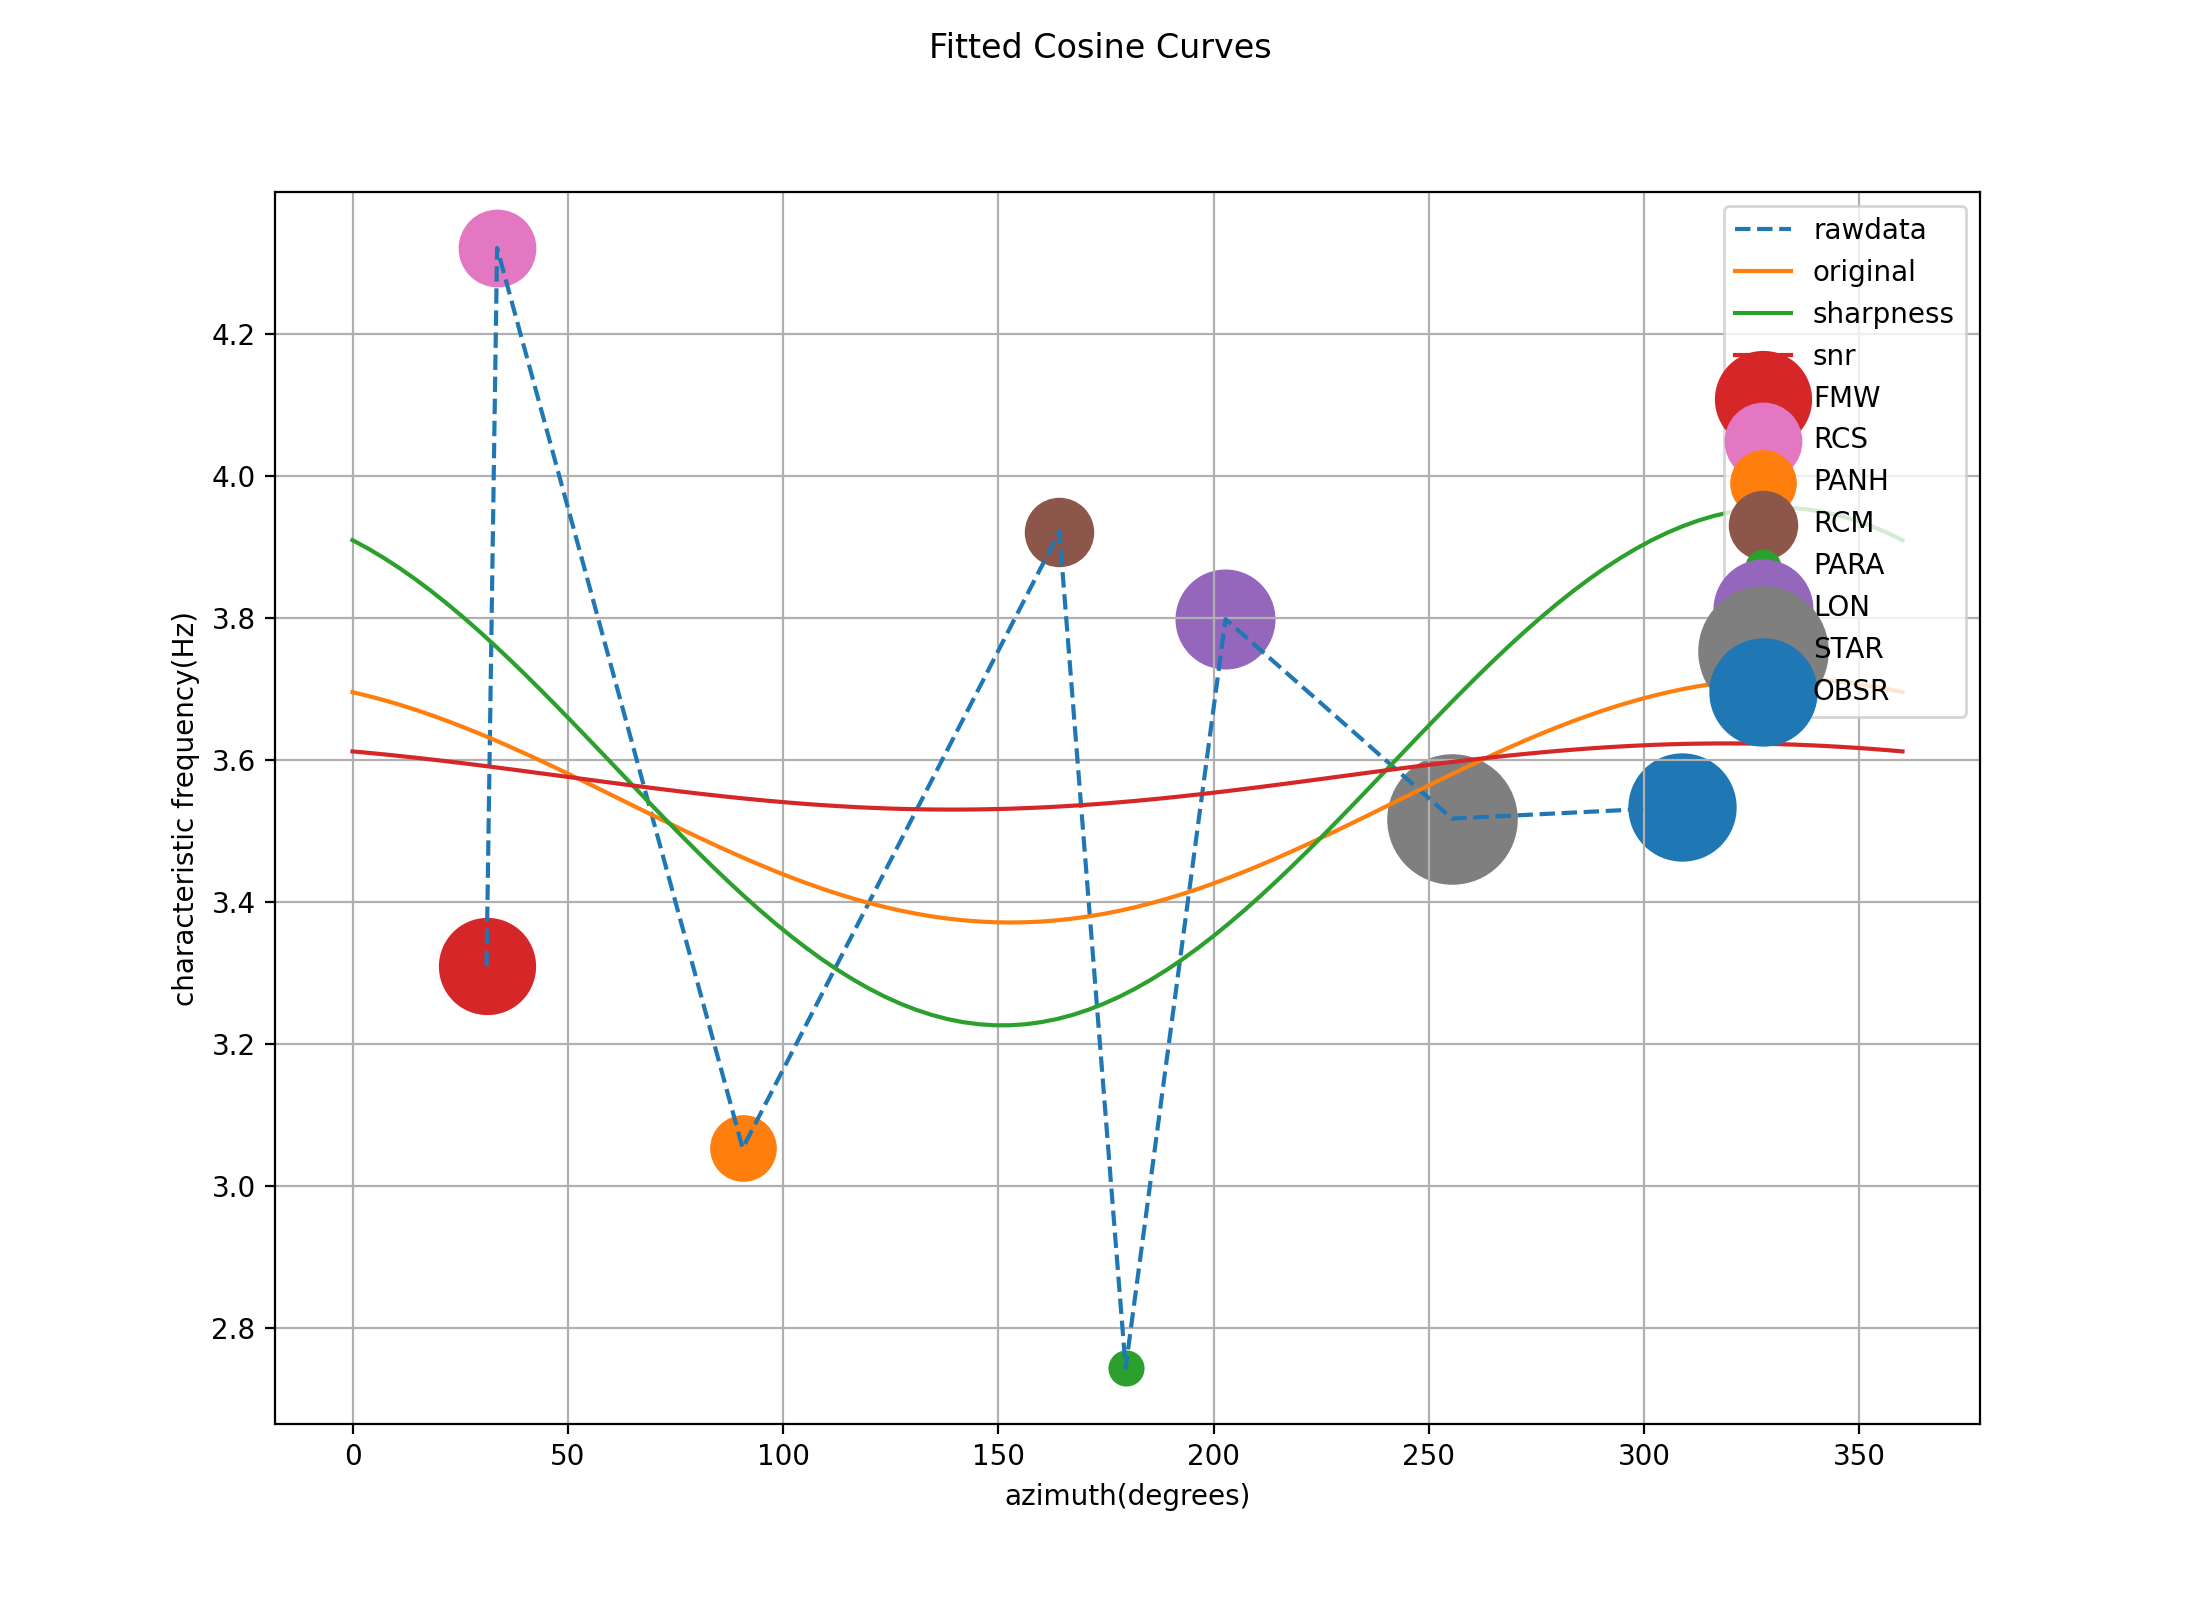 Fitted Cosine Curves
rawdata
original
sharpness
snr
FMW
RCS
PANH
RCM
PARA
LON
STAR
OBSR
characteristic frequency(Hz)
4.2
4.0
3.8
3.6
3.4
3.2
3.0
2.8
0 50 100 150 200 250 300 350
azimuth(degrees)